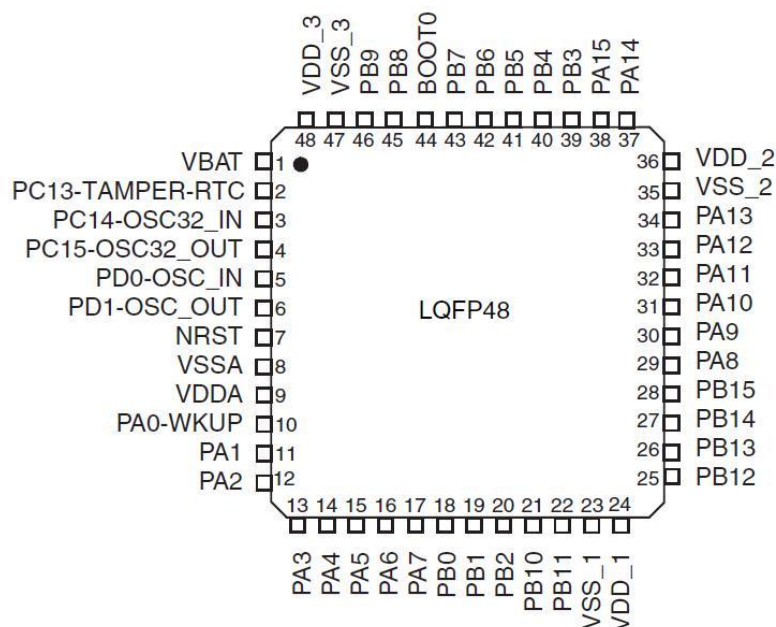 VDD_3
VSS_3
PB9
PB8
BOOT0
PB7
PB6
PB5
PB4
PB3
PA15
PA14
48 47 46 45 44 43 42 41 40 39 38 37
VBAT 1 36 VDD_2
PC13-TAMPER-RTC 2 35 VSS_2
PC14-OSC32_IN 3 34 PA13
PC15-OSC32_OUT 4 33 PA12
PD0-OSC_IN 5 32 PA11
PD1-OSC_OUT 6 LQFP48 31 PA10
NRST 7 30 PA9
VSSA 8 29 PA8
VDDA 9 28 PB15
PA0-WKUP 10 27 PB14
PA1 11 26 PB13
PA2 12 25 PB12
13 14 15 16 17 18 19 20 21 22 23 24
PA3
PA4
PA5
PA6
PA7
PB0
PB1
PB2
PB10
PB11
VSS_1
VDD_1